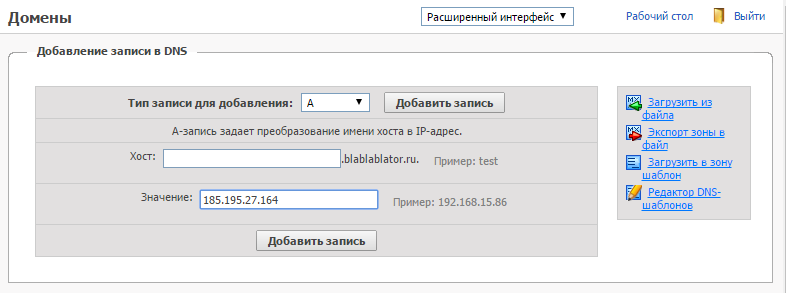 Домены
Расширенный интерфейс
Рабочий стол
Выйти
Добавление записи в DNS
Тип записи для добавления: A Добавить запись
А-запись задает преобразование имени хоста в IP-адрес.
Хост: .blablablator.ru. Пример: test
Значение: 185.195.27.164 Пример: 192.168.15.86
Добавить запись
Загрузить из
файла
Экспорт зоны в
файл
Загрузить в зону
шаблон
Редактор DNS-
шаблонов